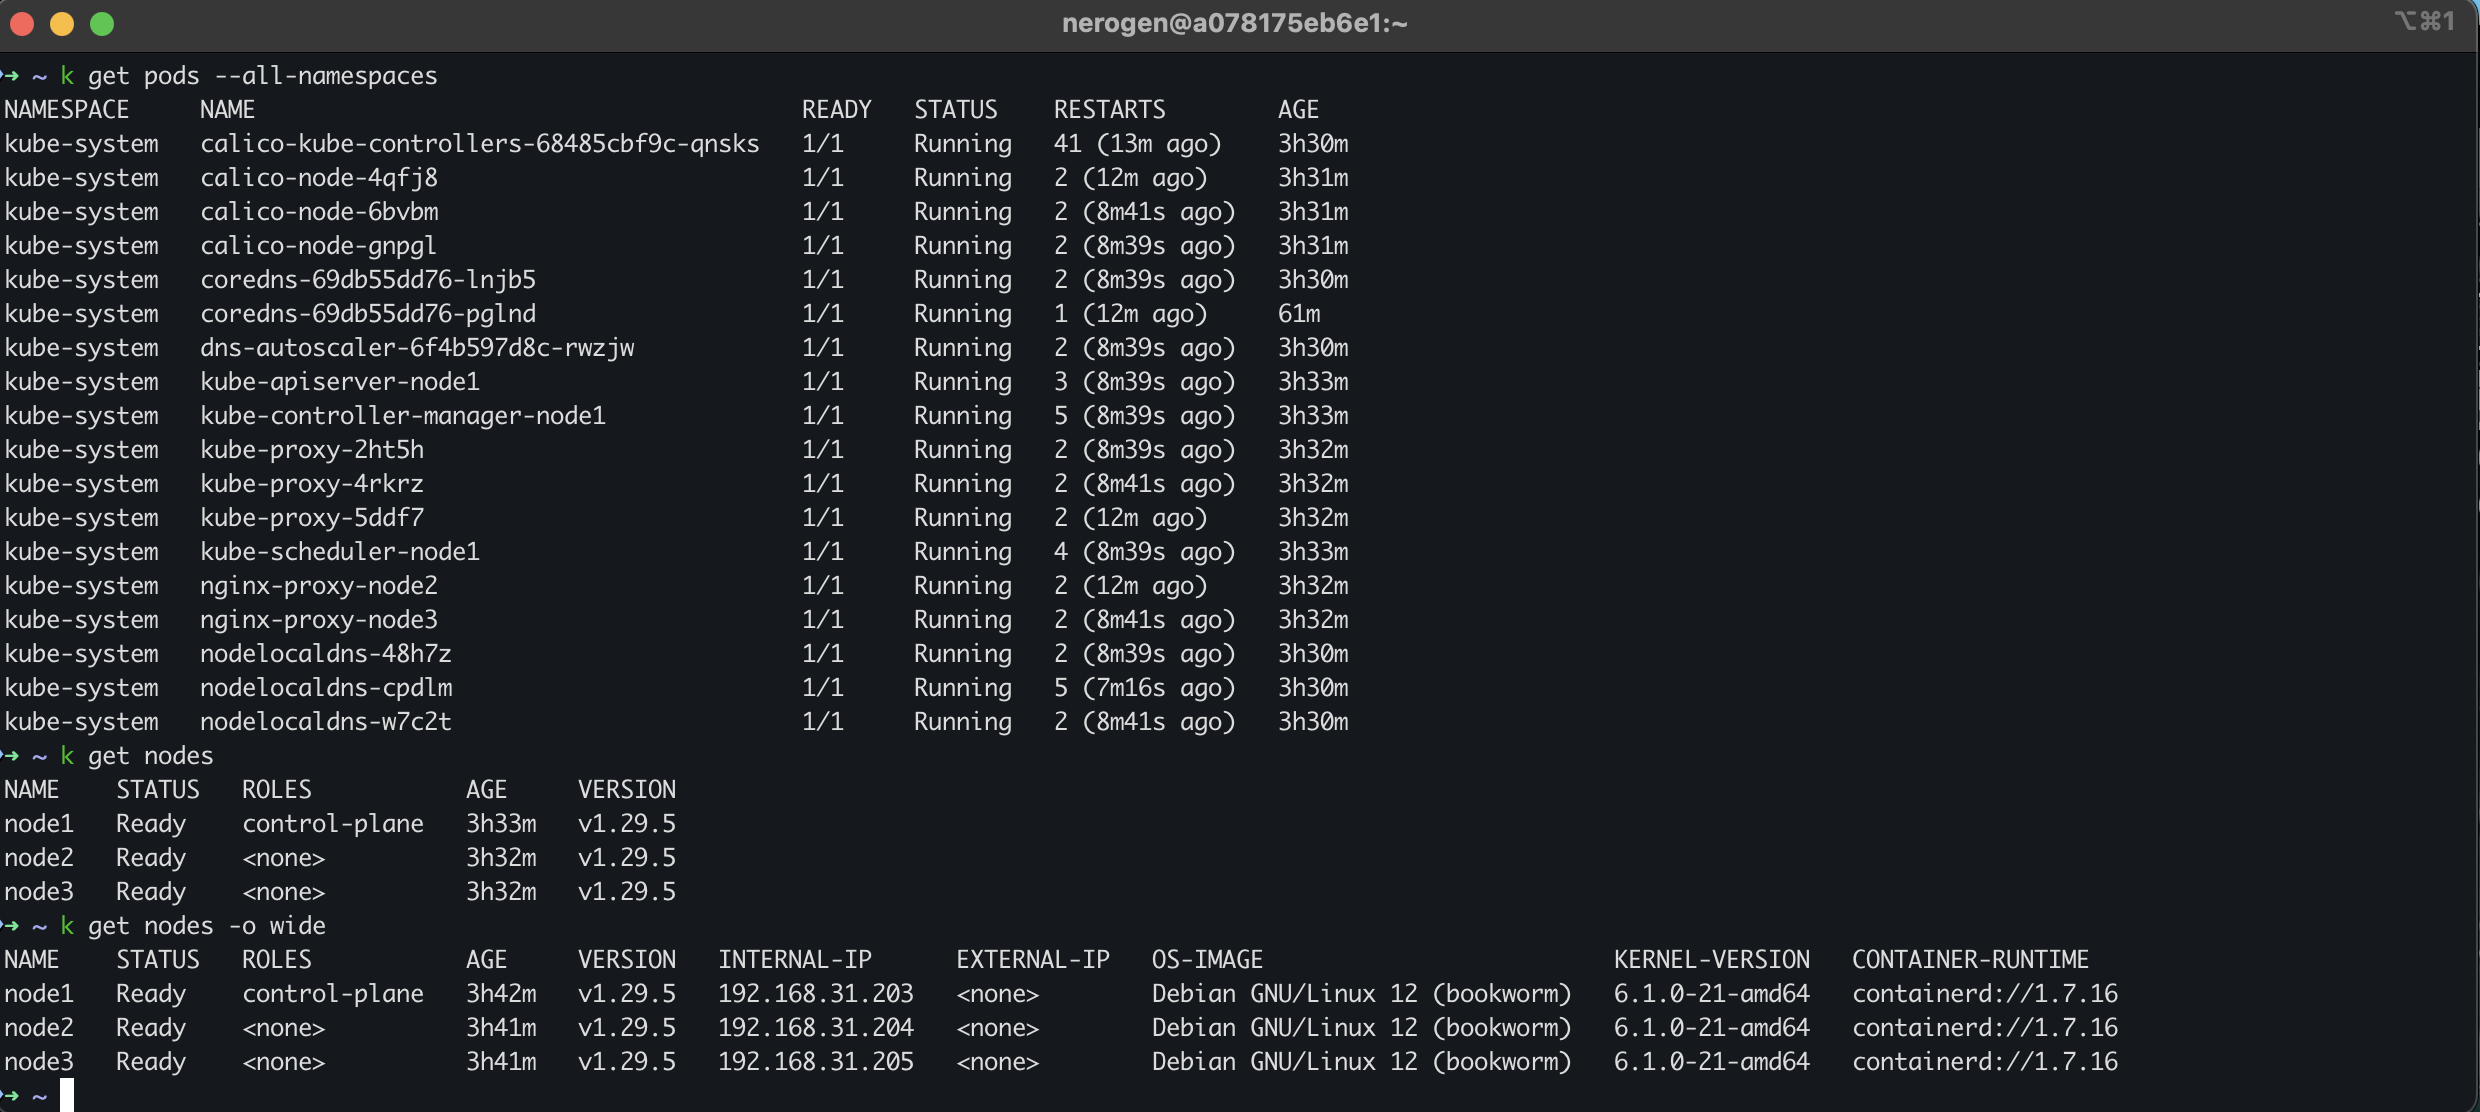 nerogen@a078175eb6e1:~
⌥⌘1
➜ ~ k get pods --all-namespaces
NAMESPACE     NAME                                       READY   STATUS    RESTARTS        AGE
kube-system   calico-kube-controllers-68485cbf9c-qnsks   1/1     Running   41 (13m ago)    3h30m
kube-system   calico-node-4qfj8                          1/1     Running   2 (12m ago)     3h31m
kube-system   calico-node-6bvbm                          1/1     Running   2 (8m41s ago)   3h31m
kube-system   calico-node-gnpgl                          1/1     Running   2 (8m39s ago)   3h31m
kube-system   coredns-69db55dd76-lnjb5                   1/1     Running   2 (8m39s ago)   3h30m
kube-system   coredns-69db55dd76-pglnd                   1/1     Running   1 (12m ago)     61m
kube-system   dns-autoscaler-6f4b597d8c-rwzjw            1/1     Running   2 (8m39s ago)   3h30m
kube-system   kube-apiserver-node1                       1/1     Running   3 (8m39s ago)   3h33m
kube-system   kube-controller-manager-node1              1/1     Running   5 (8m39s ago)   3h33m
kube-system   kube-proxy-2ht5h                           1/1     Running   2 (8m39s ago)   3h32m
kube-system   kube-proxy-4rkrz                           1/1     Running   2 (8m41s ago)   3h32m
kube-system   kube-proxy-5ddf7                           1/1     Running   2 (12m ago)     3h32m
kube-system   kube-scheduler-node1                       1/1     Running   4 (8m39s ago)   3h33m
kube-system   nginx-proxy-node2                          1/1     Running   2 (12m ago)     3h32m
kube-system   nginx-proxy-node3                          1/1     Running   2 (8m41s ago)   3h32m
kube-system   nodelocaldns-48h7z                         1/1     Running   2 (8m39s ago)   3h30m
kube-system   nodelocaldns-cpdlm                         1/1     Running   5 (7m16s ago)   3h30m
kube-system   nodelocaldns-w7c2t                         1/1     Running   2 (8m41s ago)   3h30m
➜ ~ k get nodes
NAME    STATUS   ROLES           AGE     VERSION
node1   Ready    control-plane   3h33m   v1.29.5
node2   Ready    <none>          3h32m   v1.29.5
node3   Ready    <none>          3h32m   v1.29.5
➜ ~ k get nodes -o wide
NAME    STATUS   ROLES           AGE     VERSION   INTERNAL-IP      EXTERNAL-IP   OS-IMAGE                         KERNEL-VERSION   CONTAINER-RUNTIME
node1   Ready    control-plane   3h42m   v1.29.5   192.168.31.203   <none>        Debian GNU/Linux 12 (bookworm)   6.1.0-21-amd64   containerd://1.7.16
node2   Ready    <none>          3h41m   v1.29.5   192.168.31.204   <none>        Debian GNU/Linux 12 (bookworm)   6.1.0-21-amd64   containerd://1.7.16
node3   Ready    <none>          3h41m   v1.29.5   192.168.31.205   <none>        Debian GNU/Linux 12 (bookworm)   6.1.0-21-amd64   containerd://1.7.16
➜ ~